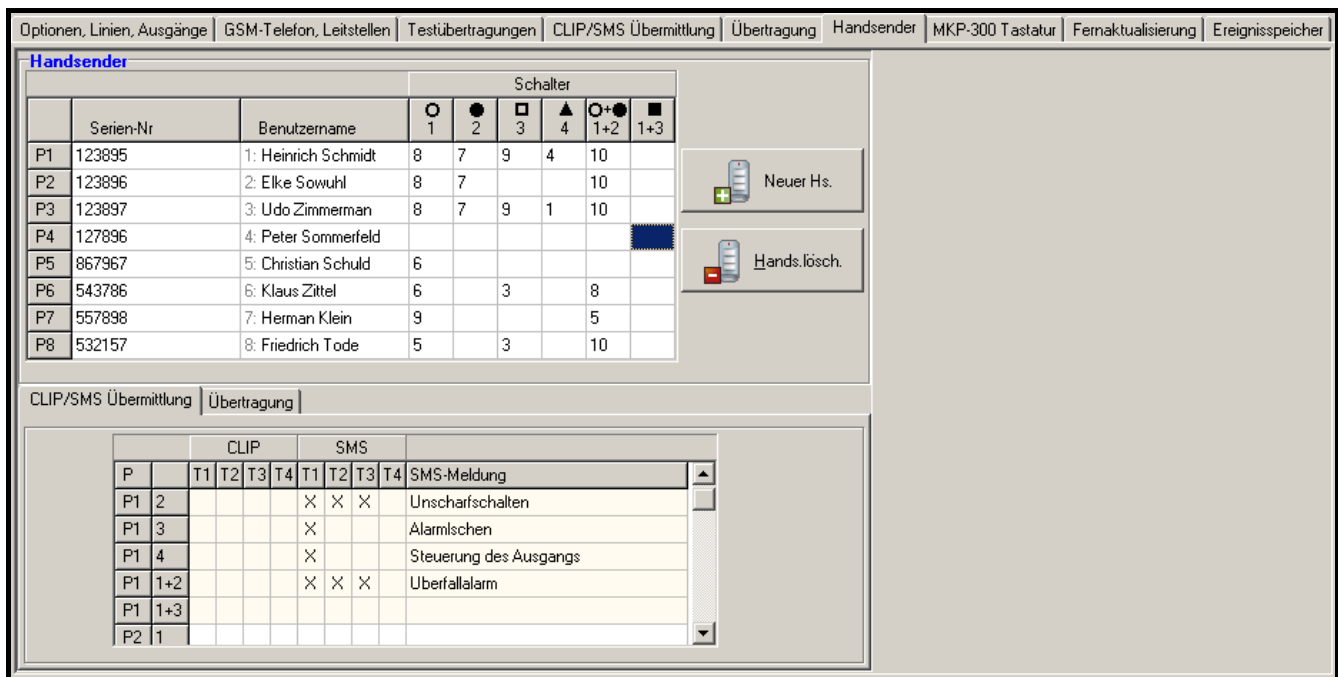 Optionen, Linien, Ausgänge GSM-Telefon, Leitstellen Testübertragungen CLIP/SMS Übermittlung Übertragung Handsender MKP-300 Tastatur Fernaktualisierung Ereignisspeicher
Handsender
Schalter
Serien-Nr Benutzername 1 2 3 4 1+2 1+3
P1 123895 1: Heinrich Schmidt 8 7 9 4 10
P2 123896 2: Elke Sowuhl 8 7 10
P3 123897 3: Udo Zimmerman 8 7 9 1 10
P4 127896 4: Peter Sommerfeld
P5 867967 5: Christian Schuld 6
P6 543786 6: Klaus Zittel 6 3 8
P7 557898 7: Herman Klein 9 5
P8 532157 8: Friedrich Tode 5 3 10
Neuer Hs.
Hands.lösch.
CLIP/SMS Übermittlung Übertragung
CLIP SMS
P T1 T2 T3 T4 T1 T2 T3 T4 SMS-Meldung
P1 2 X X X Unscharfschalten
P1 3 X Alarmlschen
P1 4 X Steuerung des Ausgangs
P1 1+2 X X X Uberfallalarm
P1 1+3
P2 1